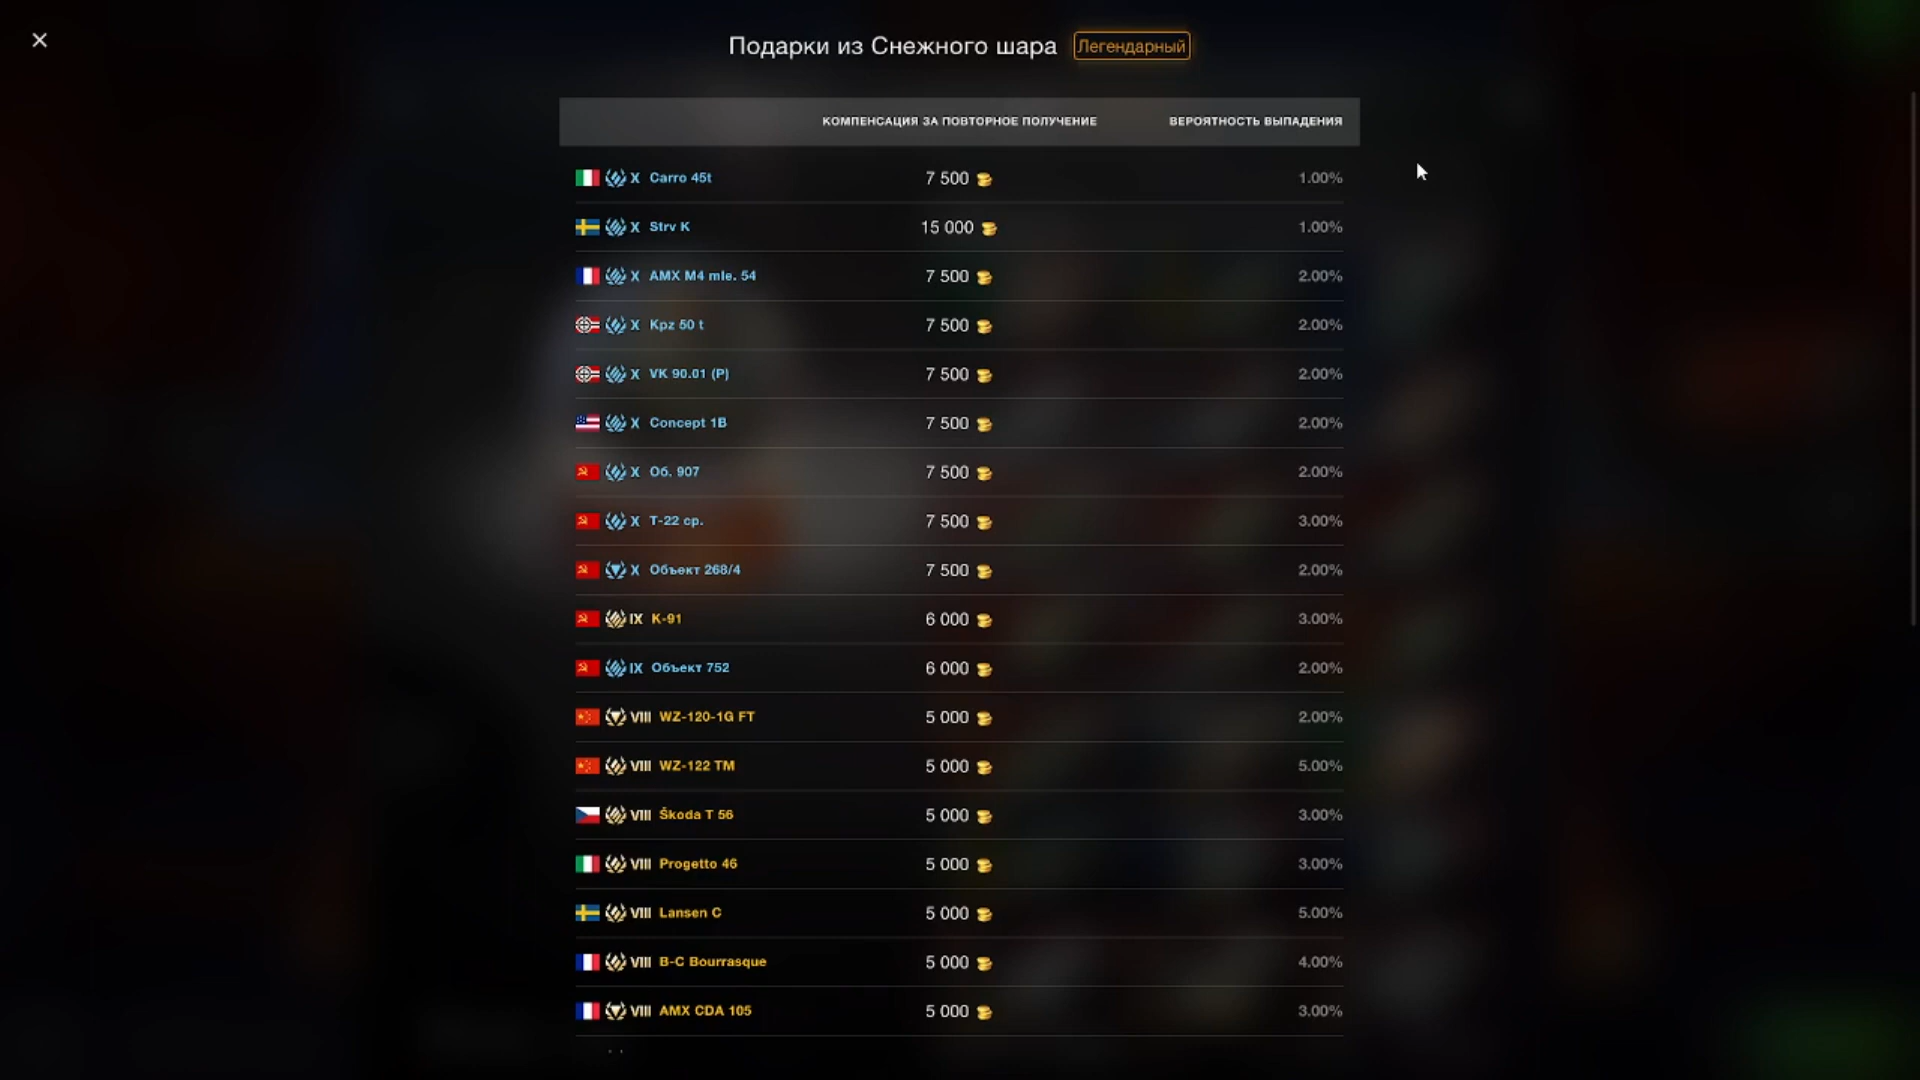 Подарки из Снежного шара Легендарный
КОМПЕНСАЦИЯ ЗА ПОВТОРНОЕ ПОЛУЧЕНИЕ ВЕРОЯТНОСТЬ ВЫПАДЕНИЯ
X Carro 45t 7 500 1.00%
X Strv K 15 000 1.00%
X AMX M4 mle. 54 7 500 2.00%
X Kpz 50 t 7 500 2.00%
X VK 90.01 (P) 7 500 2.00%
X Concept 1B 7 500 2.00%
X Об. 907 7 500 2.00%
X Т-22 ср. 7 500 3.00%
X Объект 268/4 7 500 2.00%
IX К-91 6 000 3.00%
IX Объект 752 6 000 2.00%
VIII WZ-120-1G FT 5 000 2.00%
VIII WZ-122 TM 5 000 5.00%
VIII Škoda T 56 5 000 3.00%
VIII Progetto 46 5 000 3.00%
VIII Lansen C 5 000 5.00%
VIII B-C Bourrasque 5 000 4.00%
VIII AMX CDA 105 5 000 3.00%